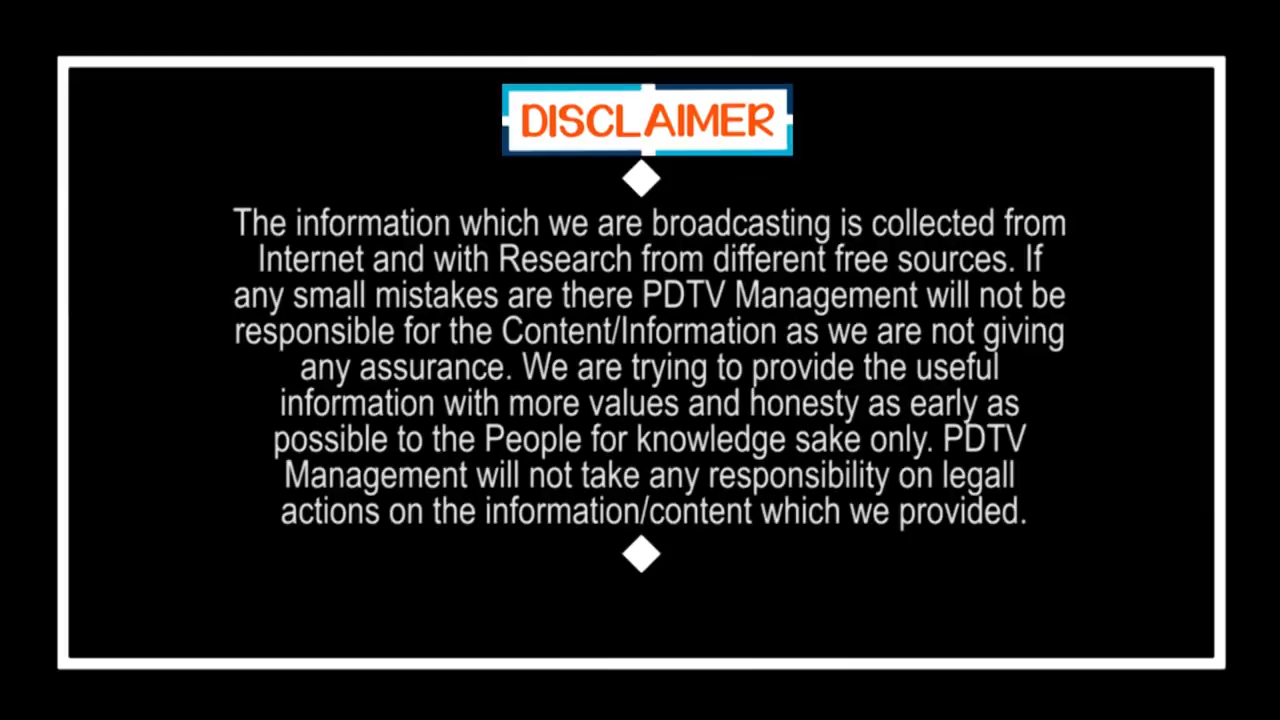 DISCLAIMER
The information which we are broadcasting is collected from
Internet and with Research from different free sources. If
any small mistakes are there PDTV Management will not be
responsible for the Content/Information as we are not giving
any assurance. We are trying to provide the useful
information with more values and honesty as early as
possible to the People for knowledge sake only. PDTV
Management will not take any responsibility on legall
actions on the information/content which we provided.